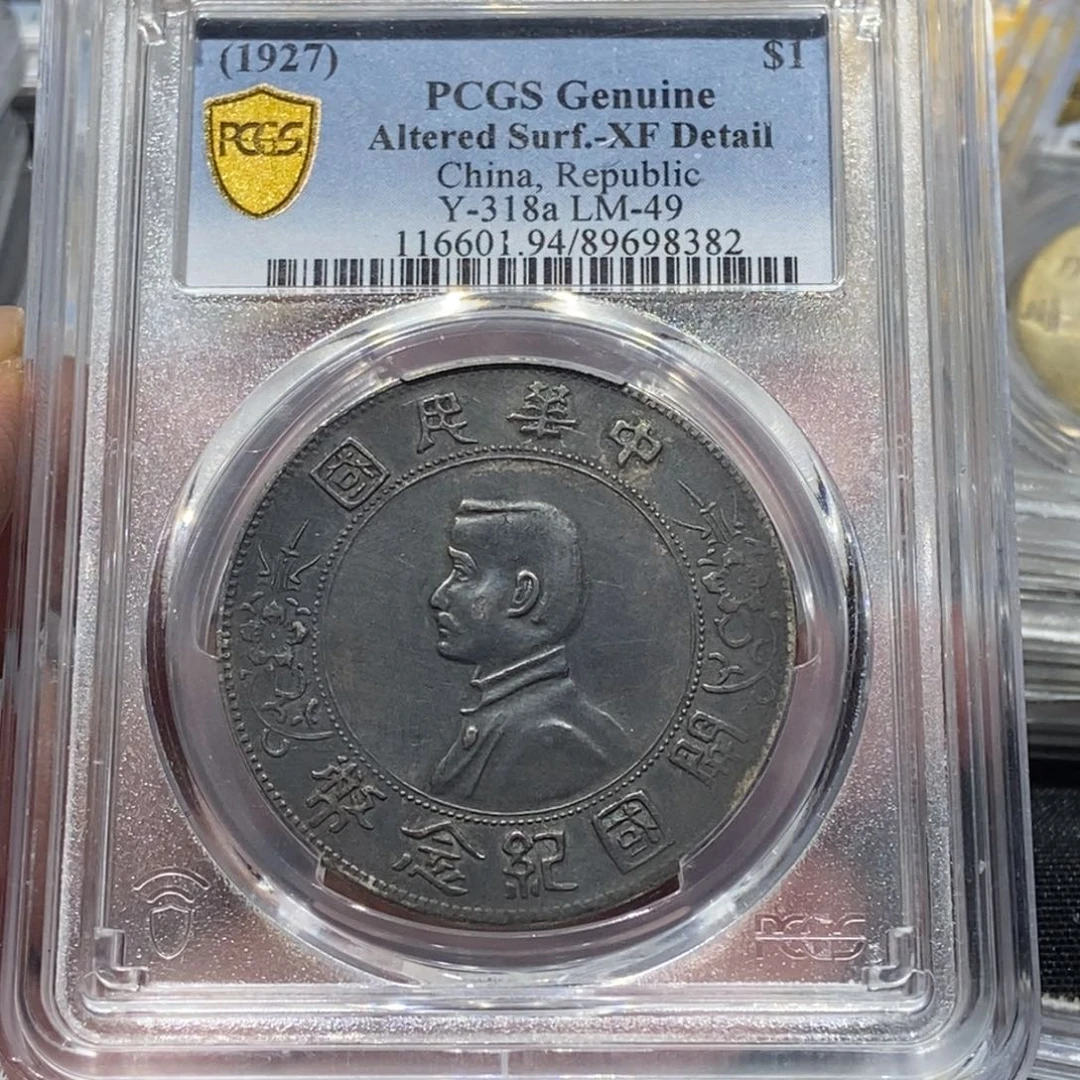 (1927) $1
PCGS Genuine
PCGS
Altered Surf.-XF Detail
China, Republic
Y-318a LM-49
116601.94/89698382
中華民國
開國紀念幣
PCGS